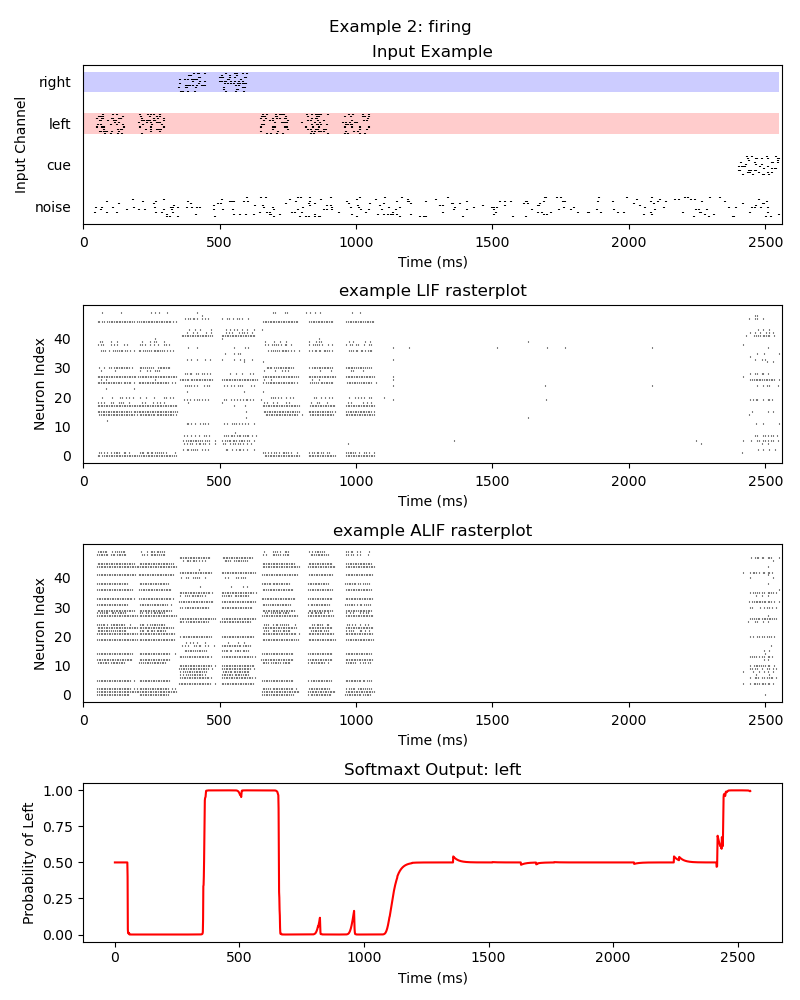 Example 2: firing
Input Example
Input Channel
right
left
cue
noise
0 500 1000 1500 2000 2500
Time (ms)
example LIF rasterplot
Neuron Index
40
30
20
10
0
0 500 1000 1500 2000 2500
Time (ms)
example ALIF rasterplot
Neuron Index
40
30
20
10
0
0 500 1000 1500 2000 2500
Time (ms)
Softmaxt Output: left
Probability of Left
1.00
0.75
0.50
0.25
0.00
0 500 1000 1500 2000 2500
Time (ms)